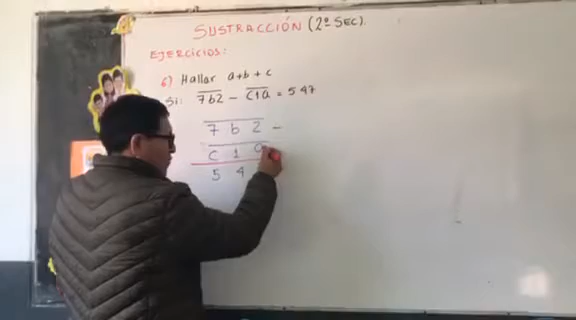 SUSTRACCIÓN (2º SEC).
EJERCICIOS:
6) Hallar a+b+c
Si: 7b2 - C1a = 547
7 b 2 -
C 1 a
5 4